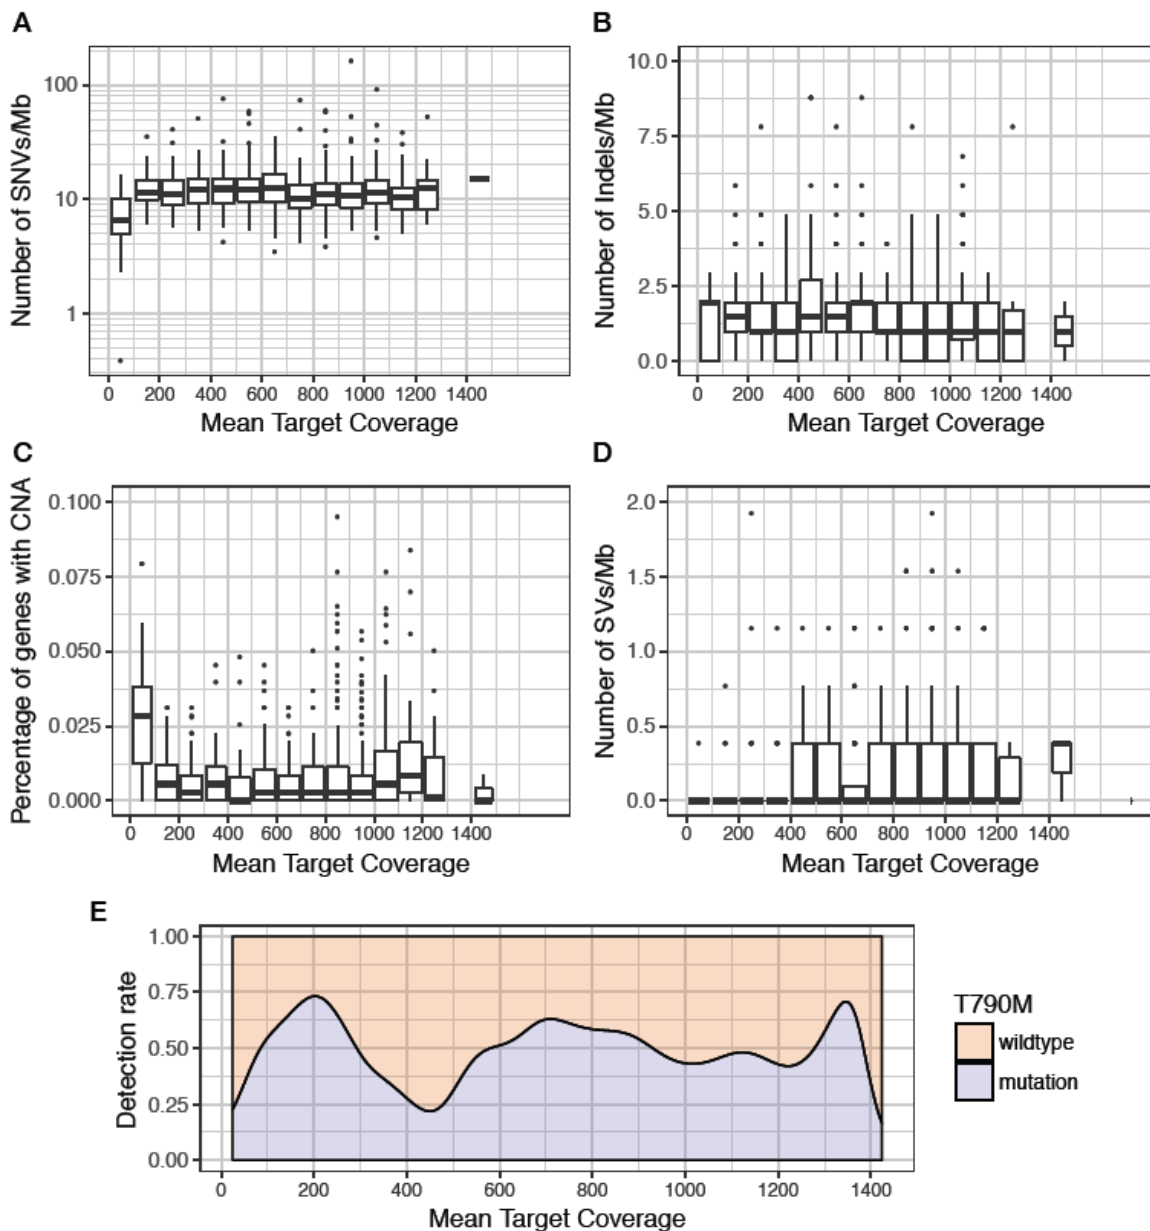 A
Number of SNVs/Mb
100
10
1
0 200 400 600 800 1000 1200 1400
Mean Target Coverage
B
Number of Indels/Mb
10.0
7.5
5.0
2.5
0.0
0 200 400 600 800 1000 1200 1400
Mean Target Coverage
C
Percentage of genes with CNA
0.100
0.075
0.050
0.025
0.000
0 200 400 600 800 1000 1200 1400
Mean Target Coverage
D
Number of SVs/Mb
2.0
1.5
1.0
0.5
0.0
0 200 400 600 800 1000 1200 1400
Mean Target Coverage
E
Detection rate
1.00
0.75
0.50
0.25
0.00
0 200 400 600 800 1000 1200 1400
Mean Target Coverage
T790M
wildtype
mutation